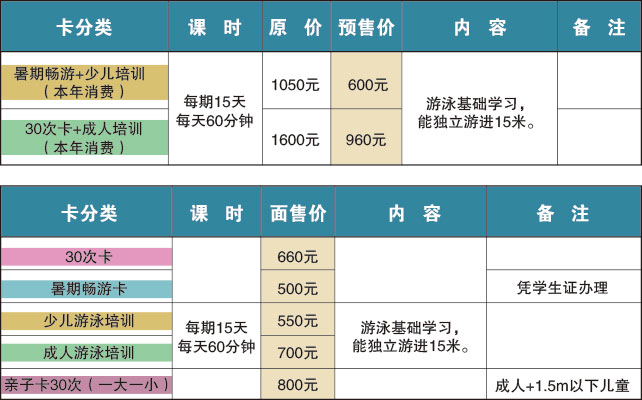 卡分类 课 时 原 价 预售价 内 容 备 注
暑期畅游+少儿培训
（本年消费）
每期15天
每天60分钟
1050元 600元
游泳基础学习，
能独立游进15米。
30次卡+成人培训
（本年消费）
1600元 960元
卡分类 课 时 面售价 内 容 备 注
30次卡 660元
暑期畅游卡 500元 凭学生证办理
少儿游泳培训 550元
每期15天
每天60分钟
游泳基础学习，
能独立游进15米。
成人游泳培训 700元
亲子卡30次（一大一小） 800元 成人+1.5m以下儿童